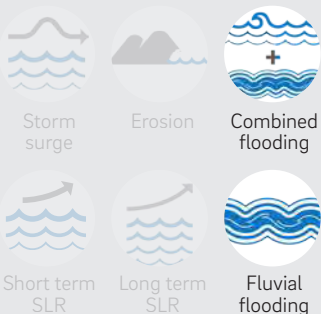 Storm
surge
Erosion
Combined
flooding
Short term
SLR
Long term
SLR
Fluvial
flooding